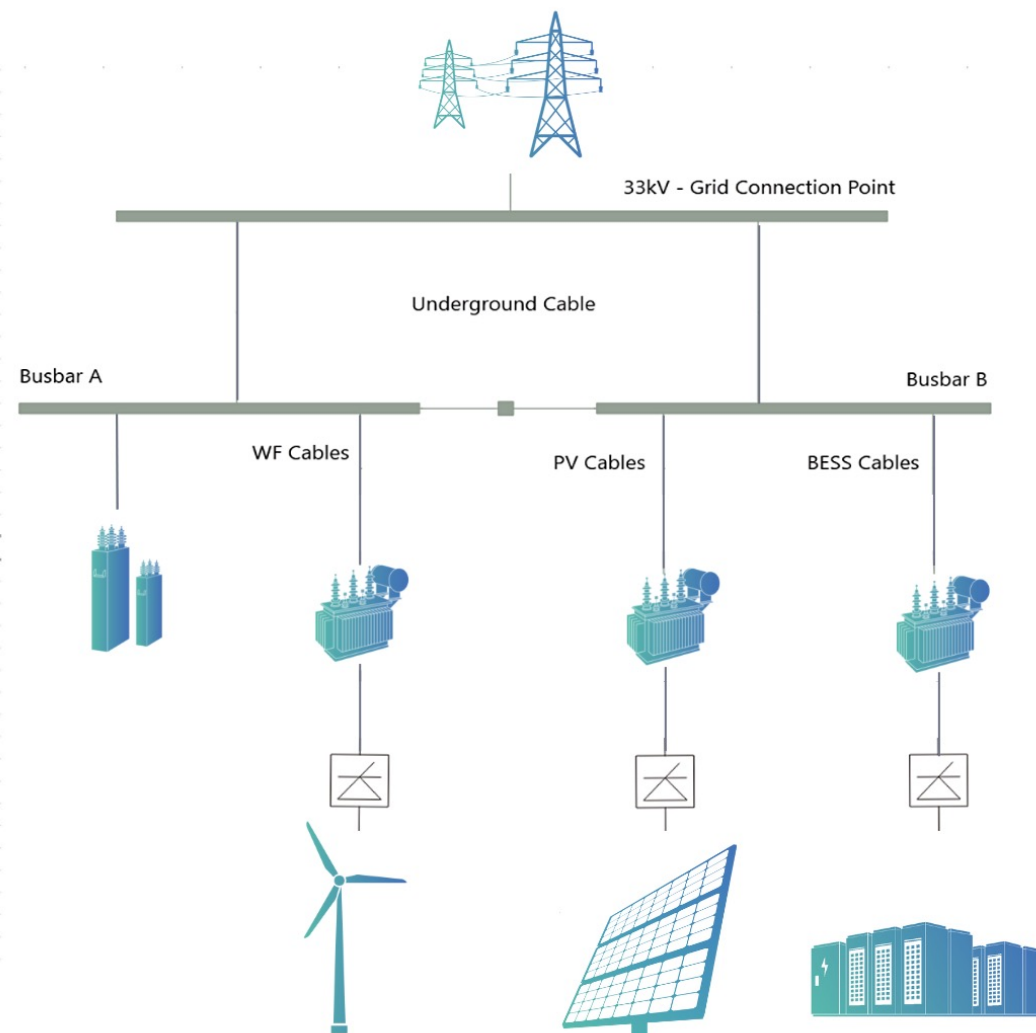 33kV - Grid Connection Point
Underground Cable
Busbar A
Busbar B
WF Cables
PV Cables
BESS Cables